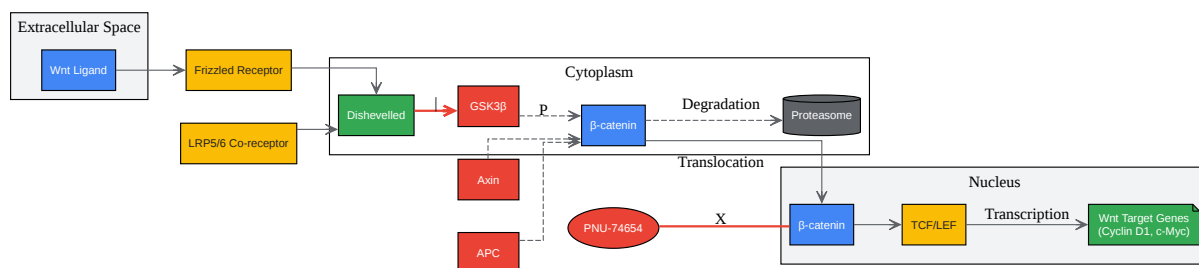 Extracellular Space
Wnt Ligand
Frizzled Receptor
LRP5/6 Co-receptor
Cytoplasm
Dishevelled
GSK3β
P
β-catenin
Degradation
Proteasome
Axin
APC
Translocation
Nucleus
PNU-74654
X
β-catenin
TCF/LEF
Transcription
Wnt Target Genes
(Cyclin D1, c-Myc)